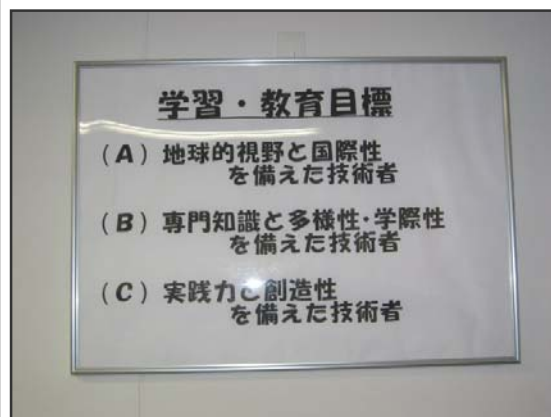 学習・教育目標
（A）地球的視野と国際性
を備えた技術者
（B）専門知識と多様性・学際性
を備えた技術者
（C）実践力と創造性
を備えた技術者